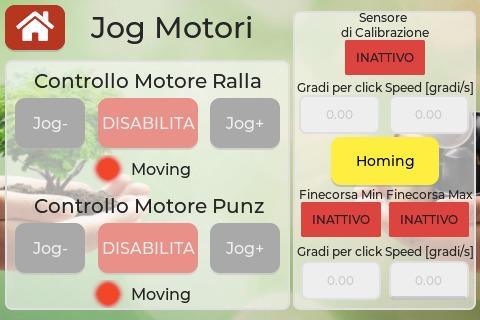 Jog Motori
Controllo Motore Ralla
Jog-
DISABILITA
Jog+
Moving
Controllo Motore Punz
Jog-
DISABILITA
Jog+
Moving
Sensore
di Calibrazione
INATTIVO
Gradi per click Speed [gradi/s]
0.00
0.00
Homing
Finecorsa Min Finecorsa Max
INATTIVO
INATTIVO
Gradi per click Speed [gradi/s]
0.00
0.00